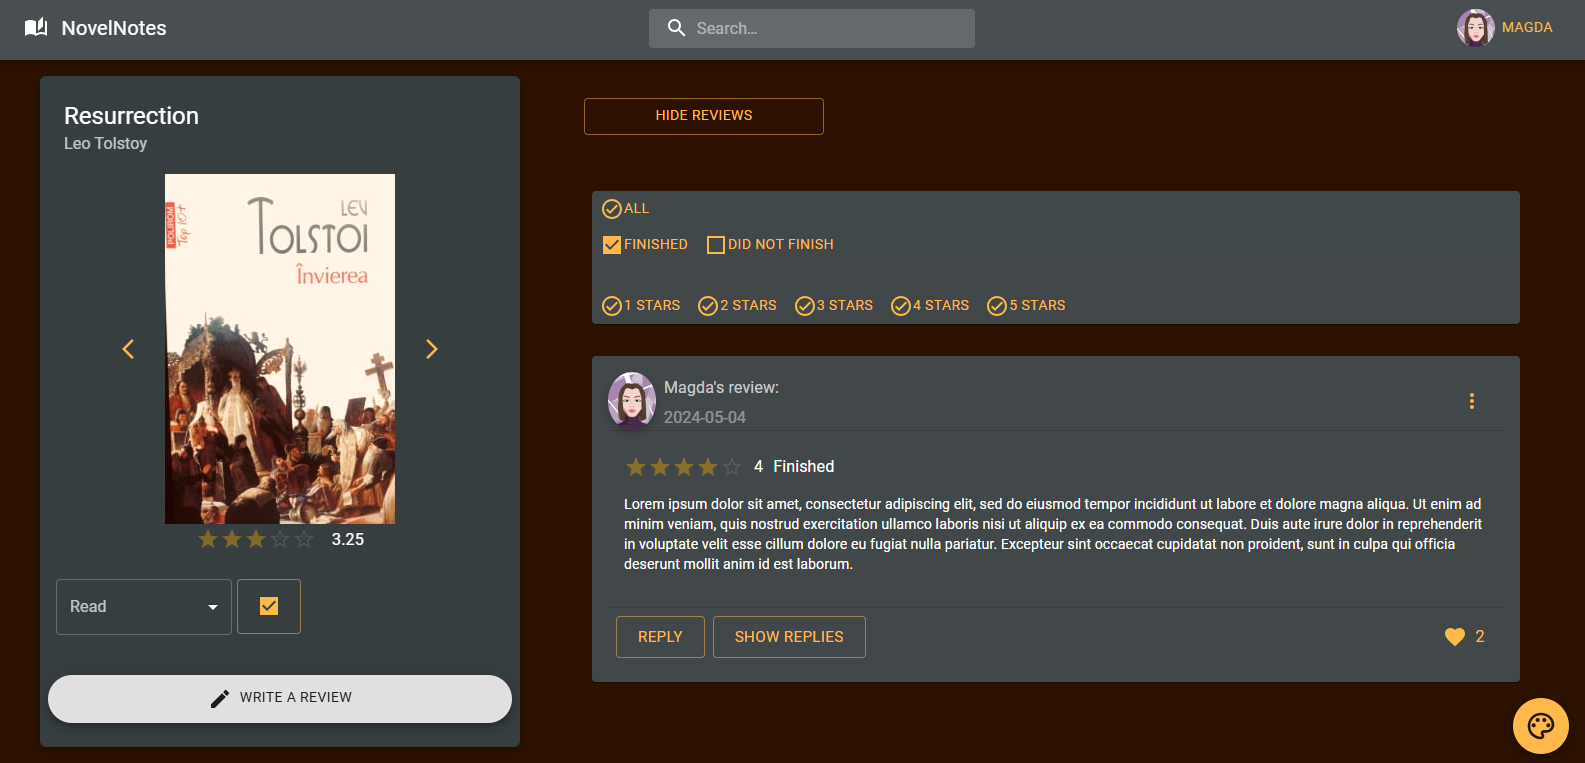 NovelNotes
Search...
MAGDA
Resurrection
Leo Tolstoy
POLIROM
Top 10+
LEV
TOLSTOI
Învierea
3.25
Read
WRITE A REVIEW
HIDE REVIEWS
ALL
FINISHED DID NOT FINISH
1 STARS 2 STARS 3 STARS 4 STARS 5 STARS
Magda's review:
2024-05-04
4 Finished
Lorem ipsum dolor sit amet, consectetur adipiscing elit, sed do eiusmod tempor incididunt ut labore et dolore magna aliqua. Ut enim ad
minim veniam, quis nostrud exercitation ullamco laboris nisi ut aliquip ex ea commodo consequat. Duis aute irure dolor in reprehenderit
in voluptate velit esse cillum dolore eu fugiat nulla pariatur. Excepteur sint occaecat cupidatat non proident, sunt in culpa qui officia
deserunt mollit anim id est laborum.
REPLY SHOW REPLIES 2